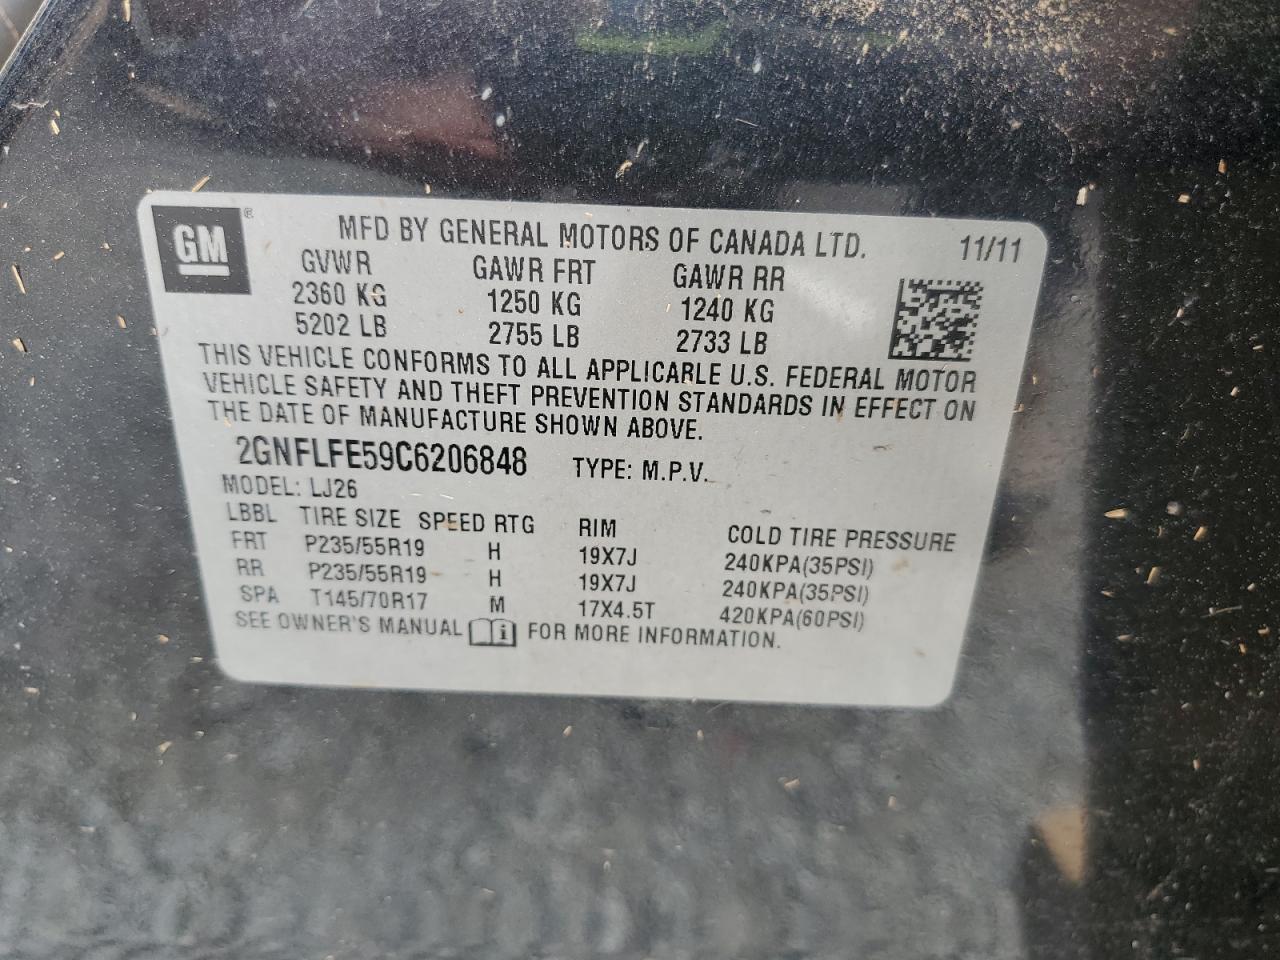 GM ®
MFD BY GENERAL MOTORS OF CANADA LTD. 11/11
GVWR GAWR FRT GAWR RR
2360 KG 1250 KG 1240 KG
5202 LB 2755 LB 2733 LB
THIS VEHICLE CONFORMS TO ALL APPLICABLE U.S. FEDERAL MOTOR
VEHICLE SAFETY AND THEFT PREVENTION STANDARDS IN EFFECT ON
THE DATE OF MANUFACTURE SHOWN ABOVE.
2GNFLFE59C6206848 TYPE: M.P.V.
MODEL: LJ26
LBBL TIRE SIZE SPEED RTG RIM COLD TIRE PRESSURE
FRT P235/55R19 H 19X7J 240KPA(35PSI)
RR P235/55R19 H 19X7J 240KPA(35PSI)
SPA T145/70R17 M 17X4.5T 420KPA(60PSI)
SEE OWNER'S MANUAL i FOR MORE INFORMATION.